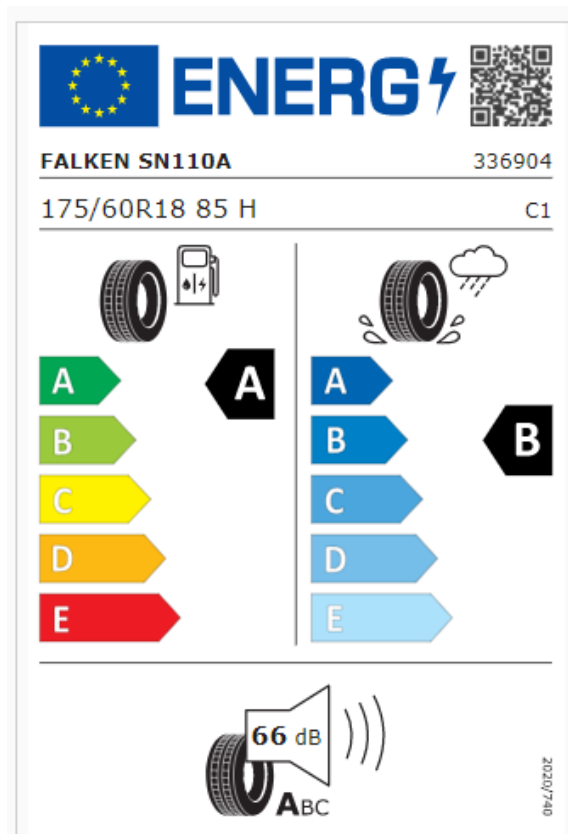 ENERG
FALKEN SN110A 336904
175/60R18 85 H C1
A A A
B B B
C C
D D
E E
66 dB
ABC
2020/740